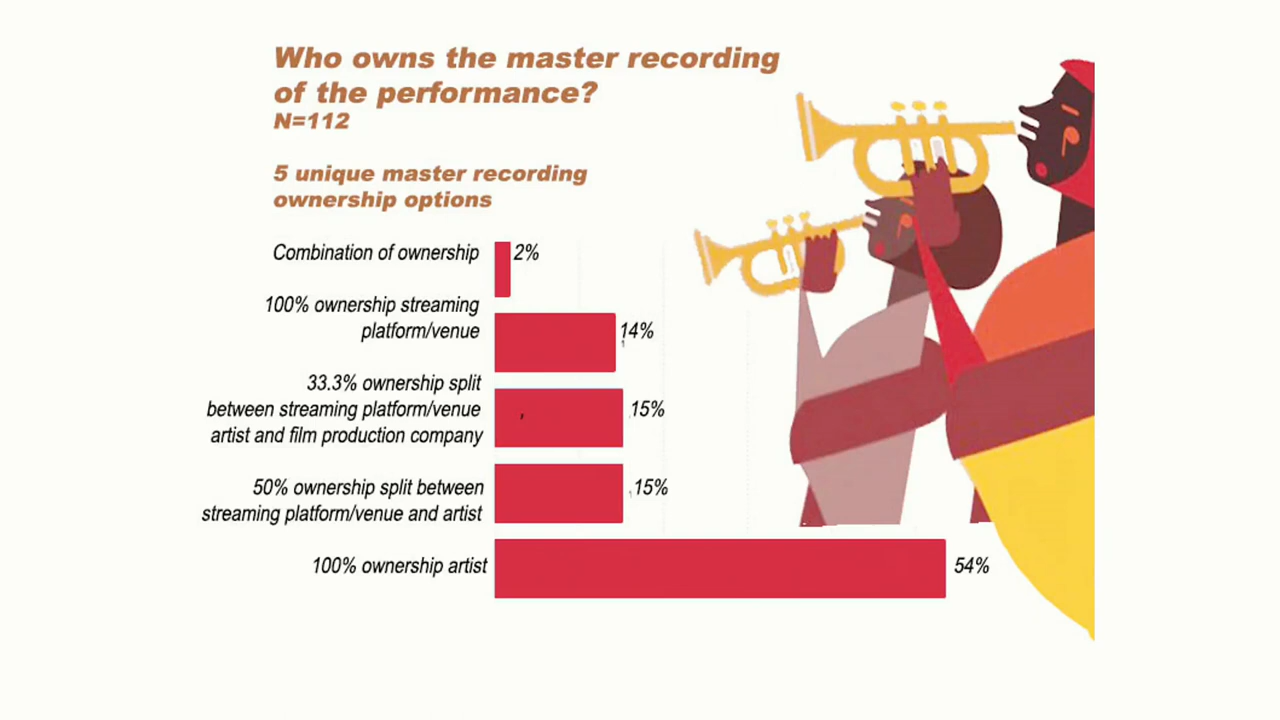 Who owns the master recording
of the performance?
N=112
5 unique master recording
ownership options
Combination of ownership 2%
100% ownership streaming
platform/venue 14%
33.3% ownership split
between streaming platform/venue 15%
artist and film production company
50% ownership split between 15%
streaming platform/venue and artist
100% ownership artist 54%